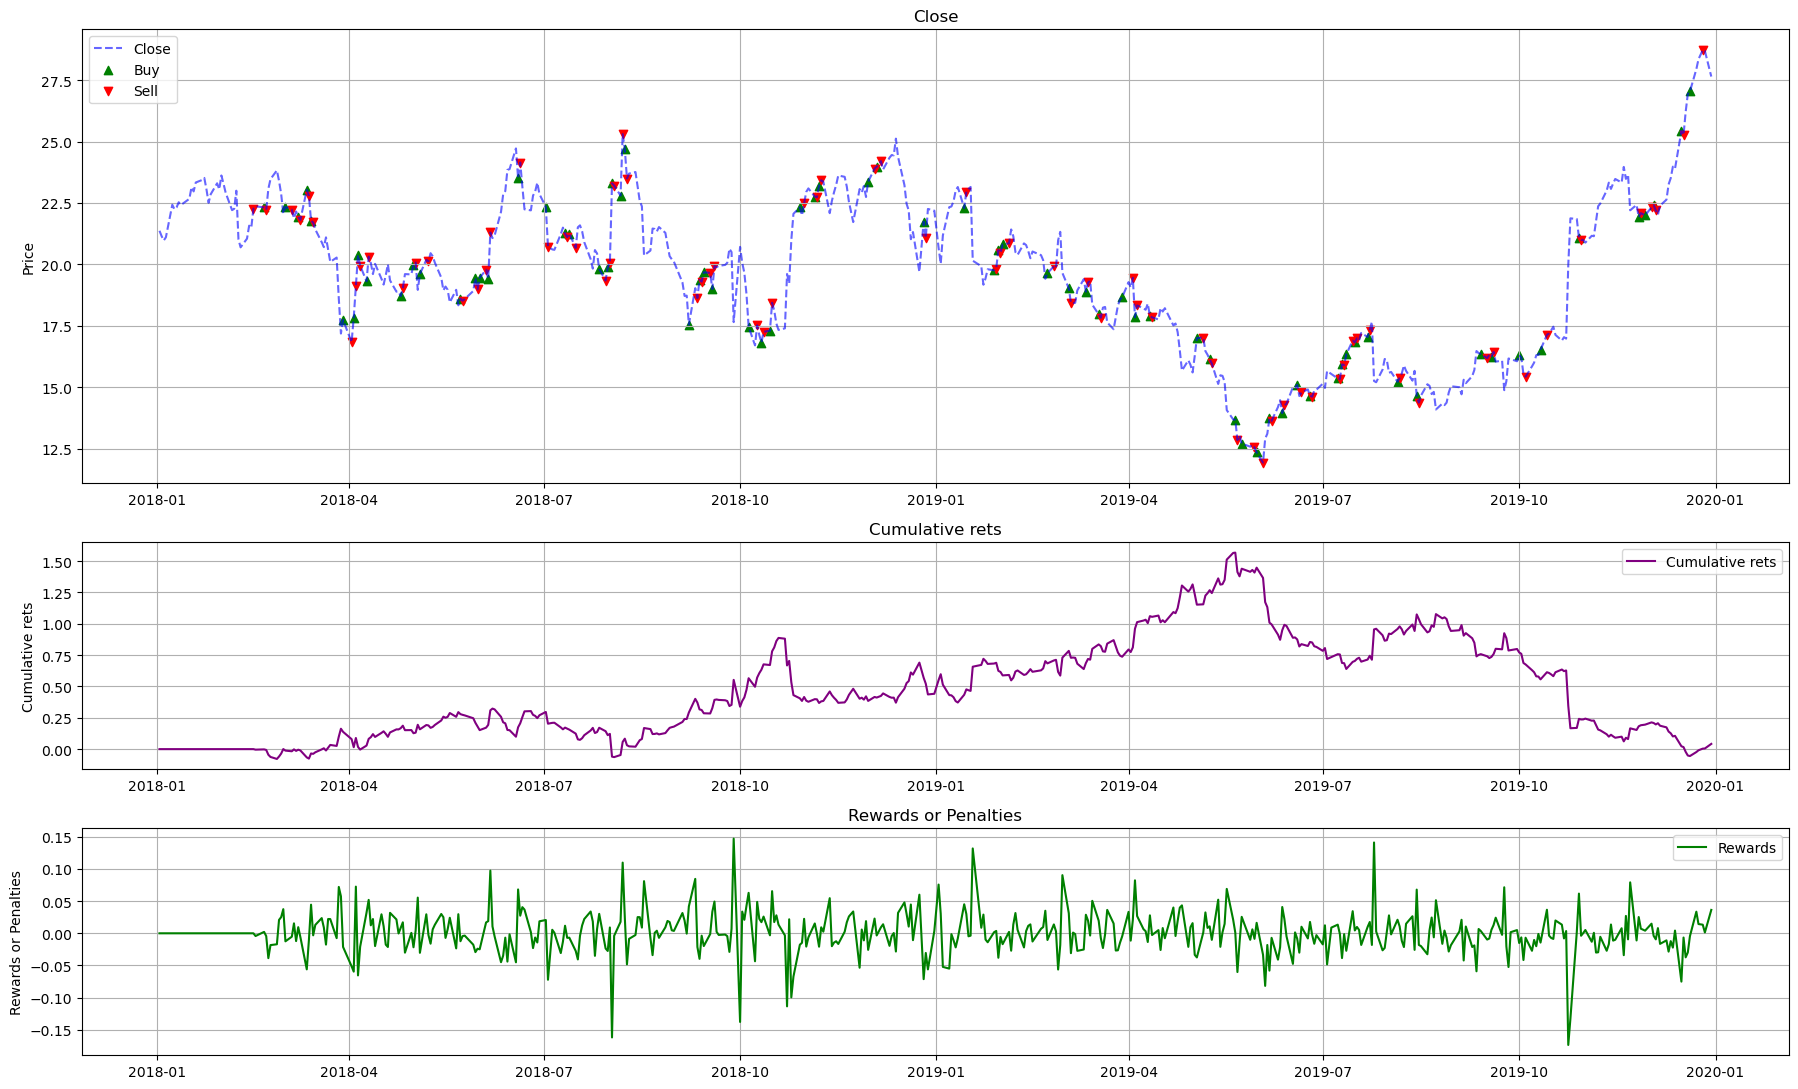 Close
Close
Buy
Sell
Price
27.5
25.0
22.5
20.0
17.5
15.0
12.5
2018-01 2018-04 2018-07 2018-10 2019-01 2019-04 2019-07 2019-10 2020-01
Cumulative rets
Cumulative rets
Cumulative rets
1.50
1.25
1.00
0.75
0.50
0.25
0.00
2018-01 2018-04 2018-07 2018-10 2019-01 2019-04 2019-07 2019-10 2020-01
Rewards or Penalties
Rewards
Rewards or Penalties
0.15
0.10
0.05
0.00
−0.05
−0.10
−0.15
2018-01 2018-04 2018-07 2018-10 2019-01 2019-04 2019-07 2019-10 2020-01